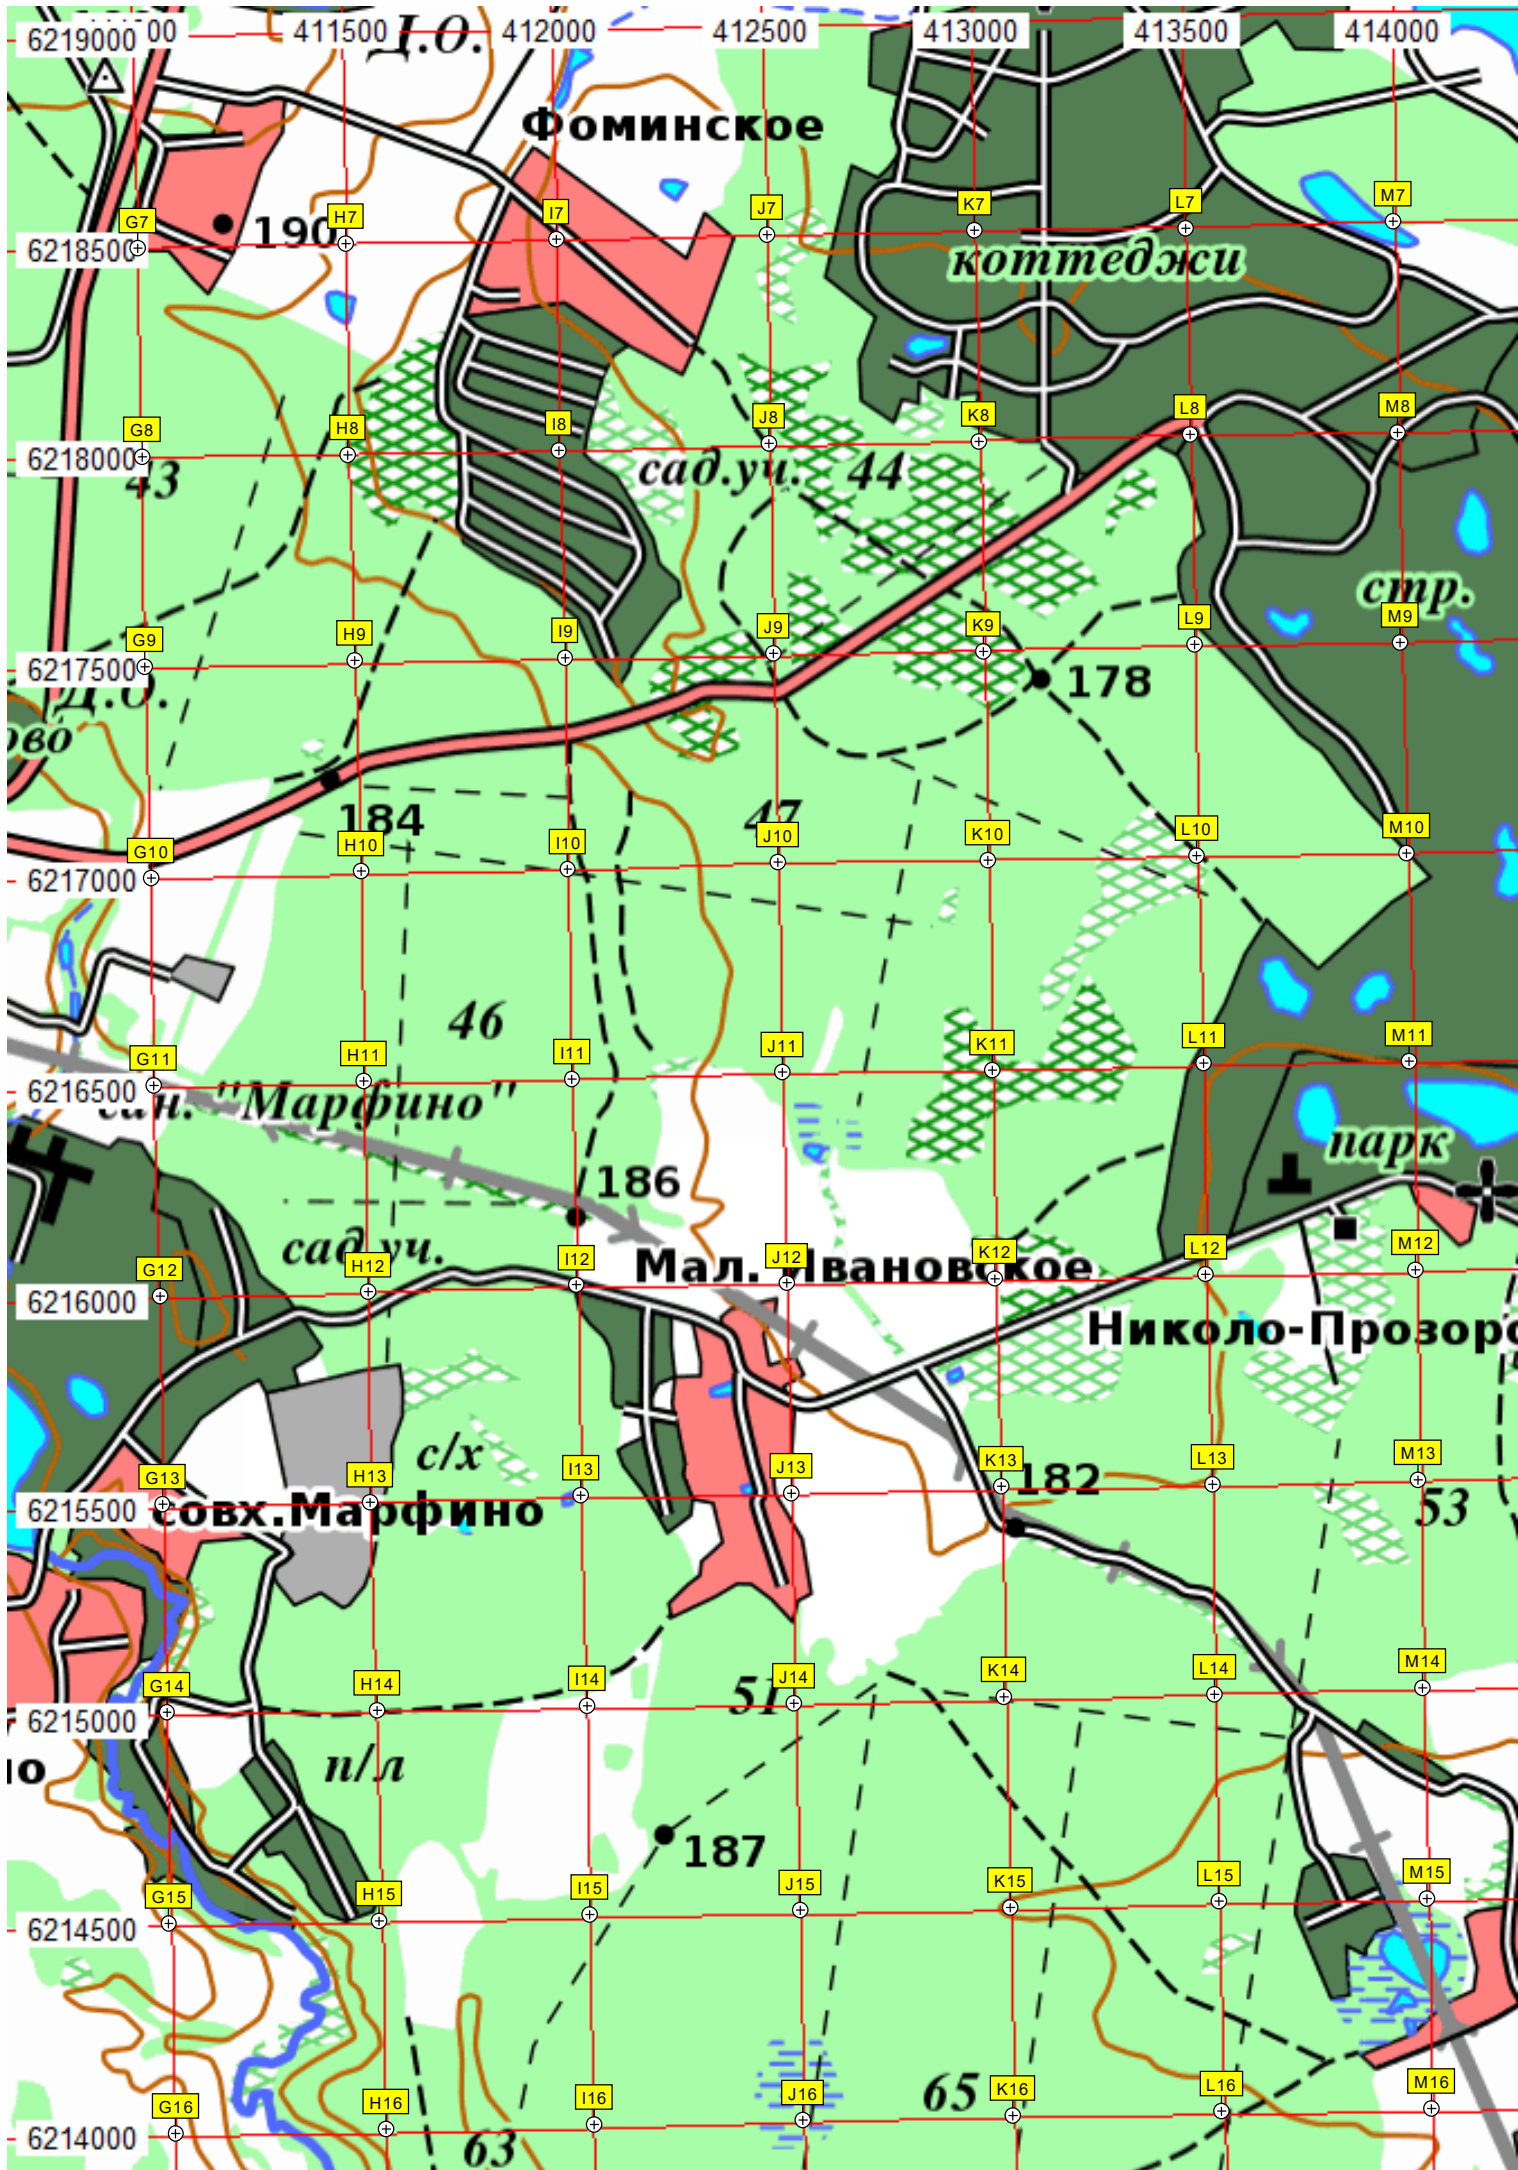 6219000 00 411500 412000 412500 413000 413500 414000
Д.О.
Фоминское
G7 H7 I7 J7 K7 L7 M7
190
6218500
коттеджи
G8 H8 I8 J8 K8 L8 M8
6218000
43 сад.уч. 44
стр.
G9 H9 I9 J9 K9 L9 M9
6217500
Д.О. 178
ово
184 47
G10 H10 I10 J10 K10 L10 M10
6217000
46
G11 H11 I11 J11 K11 L11 M11
6216500
сан. "Марфино"
парк
186
сад.уч.
G12 H12 I12 J12 K12 L12 M12
Мал. Ивановское
6216000
Николо-Прозоро
с/х
G13 H13 I13 J13 K13 L13 M13
182
6215500 совх.Марфино 53
G14 H14 I14 J14 K14 L14 M14
51
6215000
п/л
187
G15 H15 I15 J15 K15 L15 M15
6214500
65
G16 H16 I16 J16 K16 L16 M16
6214000
63